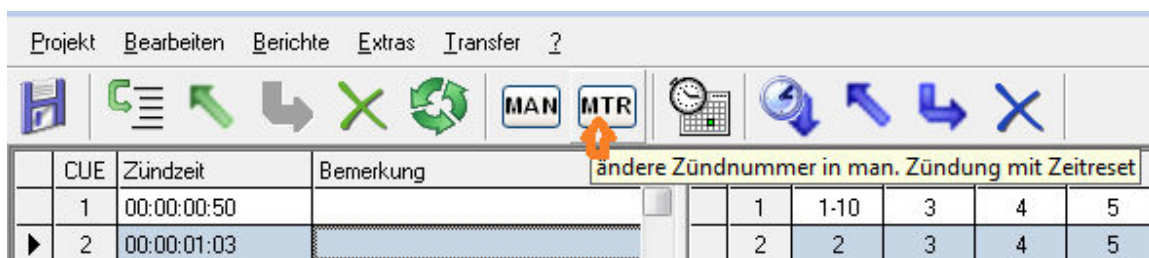 Projekt Bearbeiten Berichte Extras Transfer ?
MAN MTR
CUE Zündzeit Bemerkung ändere Zündnummer in man. Zündung mit Zeitreset
1 00:00:00:50 1 1-10 3 4 5
2 00:00:01:03 2 2 3 4 5